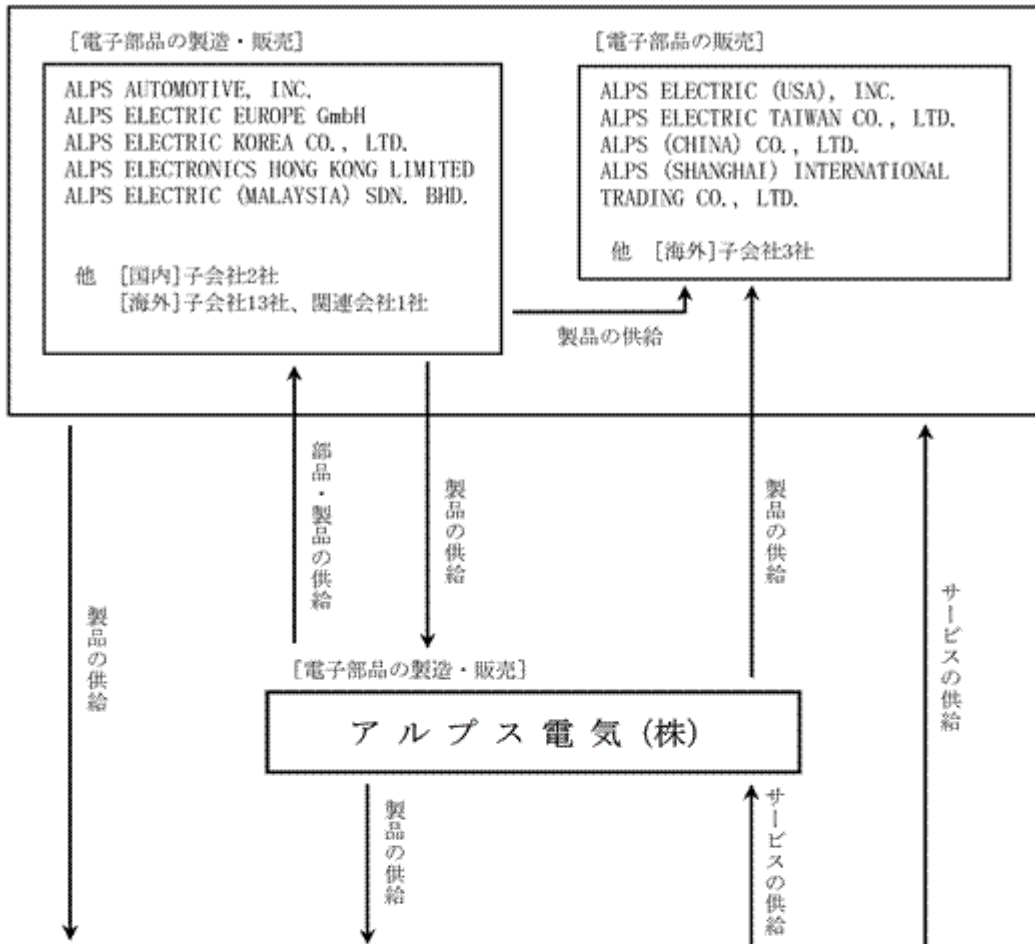 [電子部品の製造・販売]
ALPS AUTOMOTIVE, INC.
ALPS ELECTRIC EUROPE GmbH
ALPS ELECTRIC KOREA CO., LTD.
ALPS ELECTRONICS HONG KONG LIMITED
ALPS ELECTRIC (MALAYSIA) SDN. BHD.
他 [国内]子会社2社
[海外]子会社13社、関連会社1社
[電子部品の販売]
ALPS ELECTRIC (USA), INC.
ALPS ELECTRIC TAIWAN CO., LTD.
ALPS (CHINA) CO., LTD.
ALPS (SHANGHAI) INTERNATIONAL
TRADING CO., LTD.
他 [海外]子会社3社
製品の供給
製品の供給
部品・製品の供給
製品の供給
製品の供給
サービスの供給
[電子部品の製造・販売]
アルプス電気(株)
製品の供給
サービスの供給